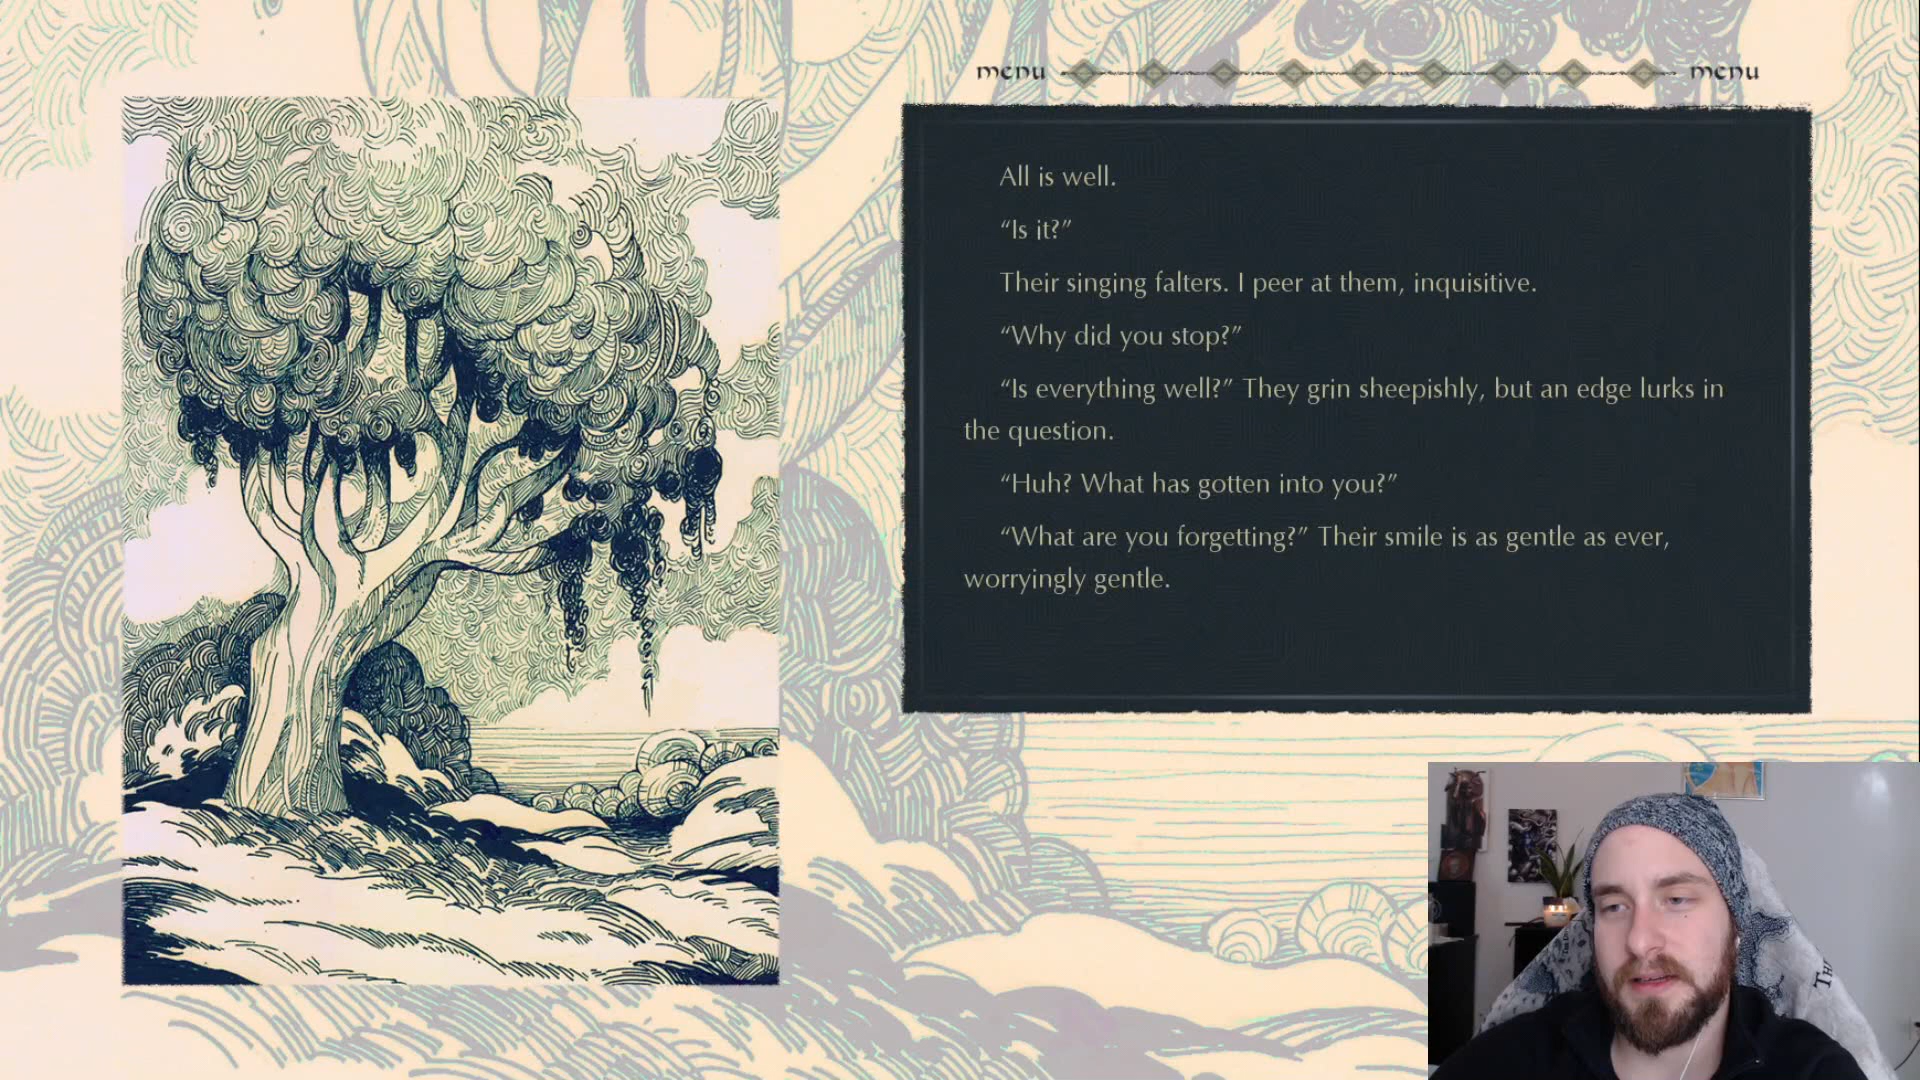 menu menu
All is well.
“Is it?”
Their singing falters. I peer at them, inquisitive.
“Why did you stop?”
“Is everything well?” They grin sheepishly, but an edge lurks in
the question.
“Huh? What has gotten into you?”
“What are you forgetting?” Their smile is as gentle as ever,
worryingly gentle.